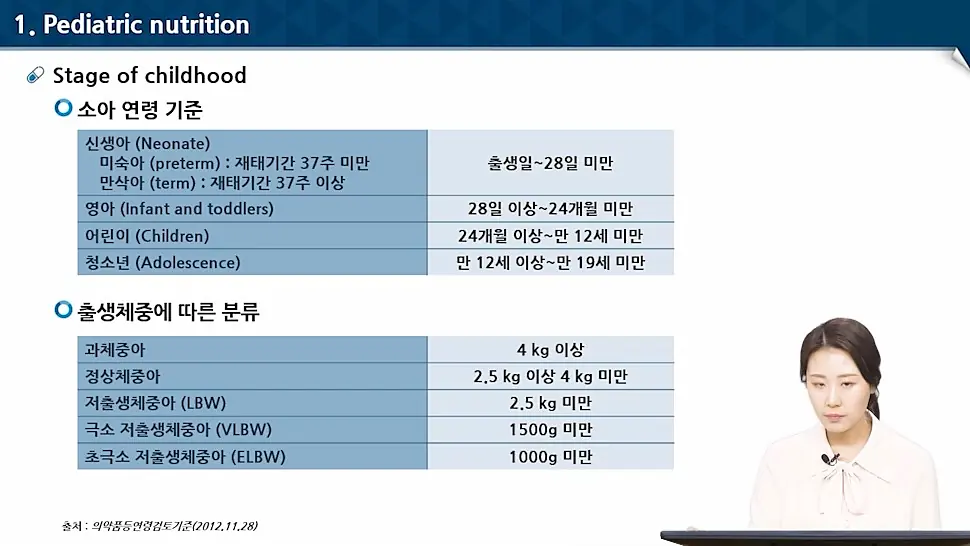 1. Pediatric nutrition
Stage of childhood
소아 연령 기준
신생아 (Neonate)
미숙아 (preterm) : 재태기간 37주 미만
만삭아 (term) : 재태기간 37주 이상
출생일~28일 미만
영아 (Infant and toddlers)
28일 이상~24개월 미만
어린이 (Children)
24개월 이상~만 12세 미만
청소년 (Adolescence)
만 12세 이상~만 19세 미만
출생체중에 따른 분류
과체중아
4 kg 이상
정상체중아
2.5 kg 이상 4 kg 미만
저출생체중아 (LBW)
2.5 kg 미만
극소 저출생체중아 (VLBW)
1500g 미만
초극소 저출생체중아 (ELBW)
1000g 미만
출처 : 의약품등연령검토기준(2012.11.28)